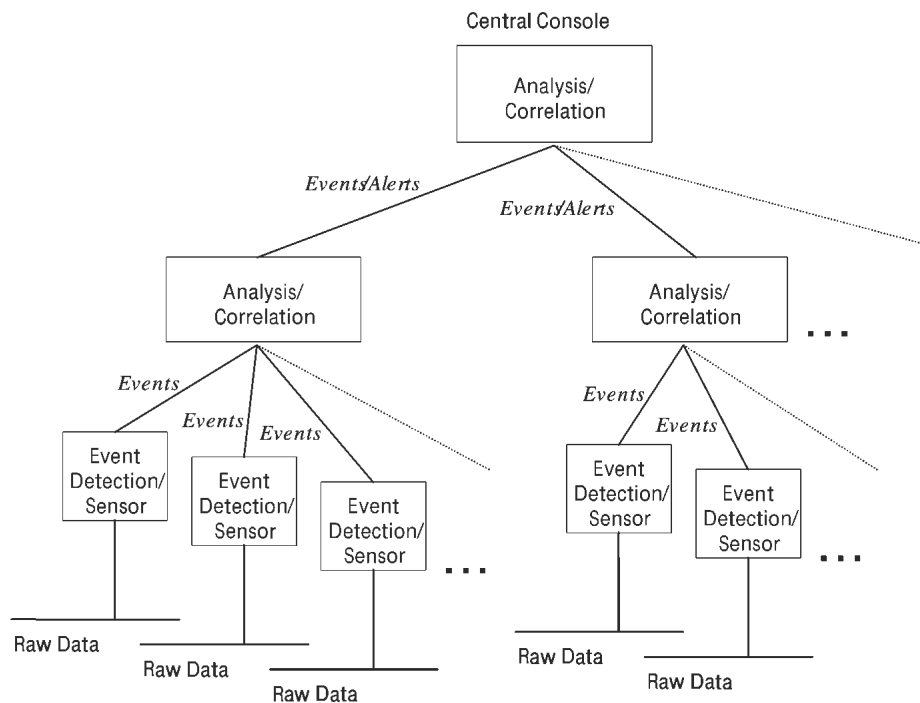 Central Console
Analysis/
Correlation
Events/Alerts
Events/Alerts
Analysis/
Correlation
Analysis/
Correlation
...
Events
Events
Events
Events
Events
Event
Detection/
Sensor
Event
Detection/
Sensor
Event
Detection/
Sensor
...
Event
Detection/
Sensor
Event
Detection/
Sensor
...
Raw Data
Raw Data
Raw Data
Raw Data
Raw Data